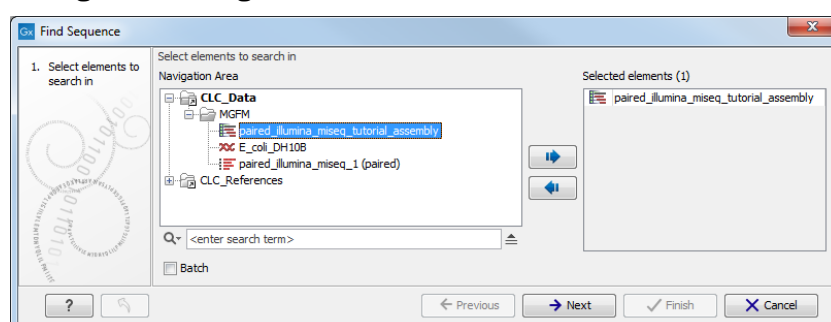 Gx Find Sequence
X
1. Select elements to
search in
Select elements to search in
Navigation Area
CLC_Data
MGFM
paired_illumina_miseq_tutorial_assembly
E_coli_DH10B
paired_illumina_miseq_1 (paired)
CLC_References
<enter search term>
Batch
Selected elements (1)
paired_illumina_miseq_tutorial_assembly
?
Previous
Next
Finish
Cancel